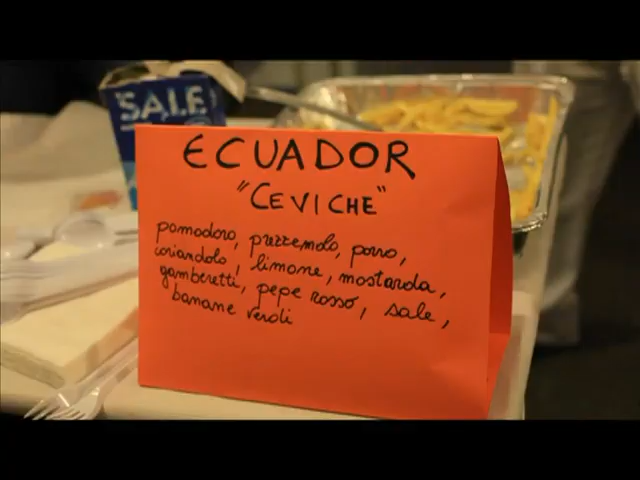 SALE
ECUADOR
"CEVICHE"
pomodoro, prezzemolo, porro,
coriandolo, limone, mostarda,
gamberetti, pepe rosso, sale,
banane verdi